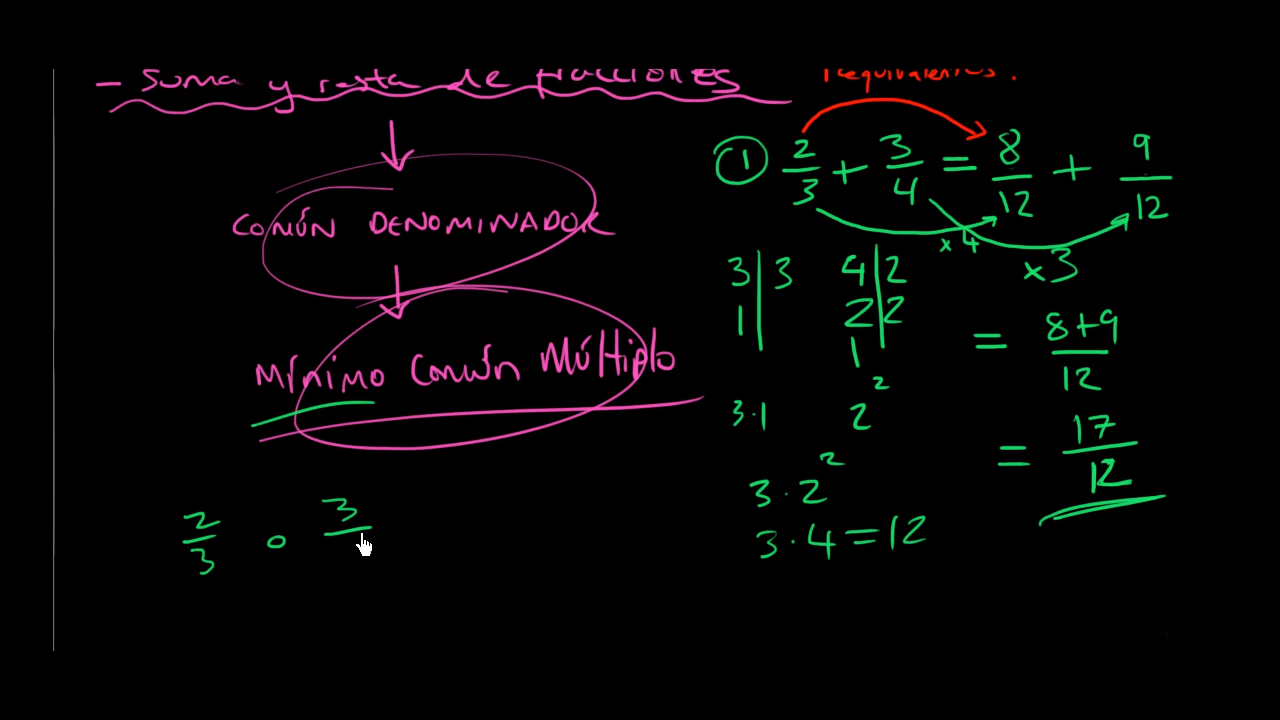 - Suma y resta de fracciones
¡equivalentes!
COMÚN DENOMINADOR
Mínimo Común Múltiplo
① 2/3 + 3/4 = 8/12 + 9/12
x4
x3
3 | 3
1 |
4 | 2
2 | 2
1
3·1
2²
3·2²
3·4=12
= 8+9/12
= 17/12
2/3 o 3/